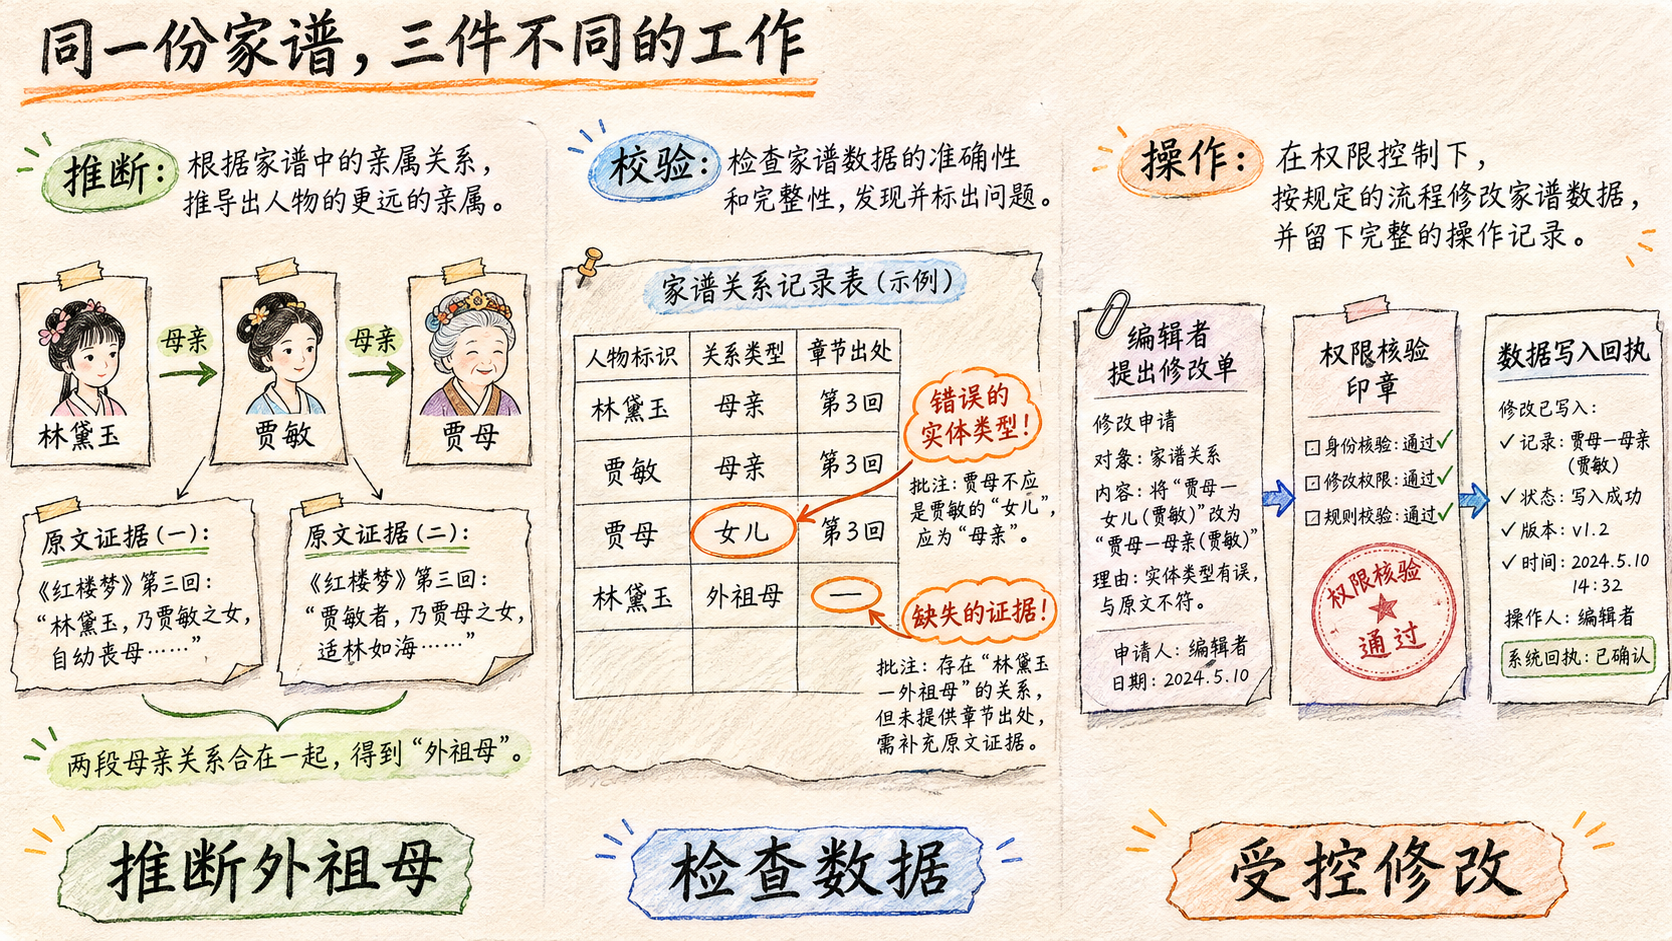 同一份家谱，三件不同的工作
推断：
根据家谱中的亲属关系，
推导出人物的更远的亲属。
母亲
母亲
林黛玉
贾敏
贾母
原文证据（一）：
《红楼梦》第三回：
“林黛玉，乃贾敏之女，
自幼丧母……”
原文证据（二）：
《红楼梦》第三回：
“贾敏者，乃贾母之女，
适林如海……”
两段母亲关系合在一起，得到“外祖母”。
推断外祖母
校验：
检查家谱数据的准确性
和完整性，发现并标出问题。
家谱关系记录表（示例）
人物标识 关系类型 章节出处
林黛玉 母亲 第3回
贾敏 母亲 第3回
贾母 女儿 第3回
林黛玉 外祖母 —
错误的
实体类型！
批注：贾母不应
是贾敏的“女儿”，
应为“母亲”。
缺失的证据！
批注：存在“林黛玉
—外祖母”的关系，
但未提供章节出处，
需补充原文证据。
检查数据
操作：
在权限控制下，
按规定的流程修改家谱数据，
并留下完整的操作记录。
编辑者
提出修改单
修改申请
对象：家谱关系
内容：将“贾母—
女儿（贾敏）”改为
“贾母—母亲（贾敏）”
理由：实体类型有误，
与原文不符。
申请人：编辑者
日期：2024.5.10
权限核验
印章
身份核验：通过✓
修改权限：通过✓
规则校验：通过✓
权限核验
通过
数据写入回执
修改已写入：
✓ 记录：贾母—母亲
（贾敏）
✓ 状态：写入成功
✓ 版本：v1.2
✓ 时间：2024.5.10
14:32
操作人：编辑者
系统回执：已确认
受控修改